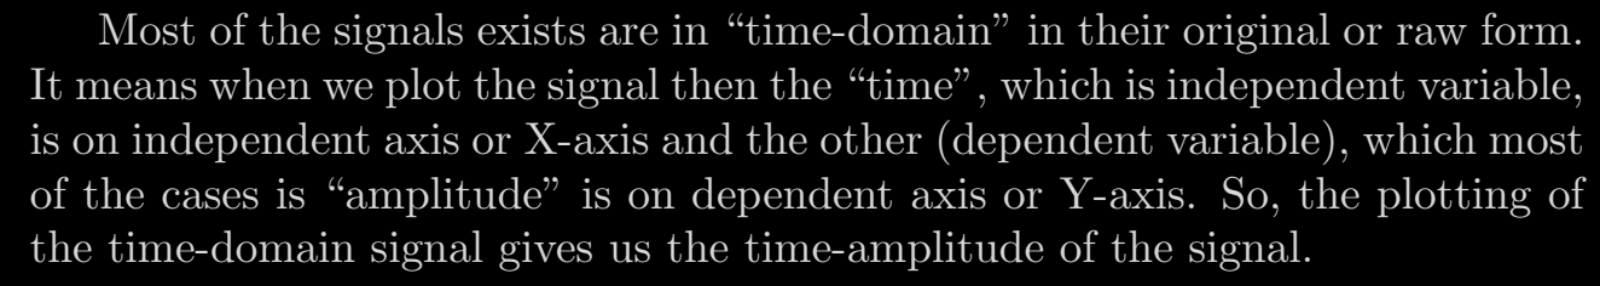 Most of the signals exists are in “time-domain” in their original or raw form.
It means when we plot the signal then the “time”, which is independent variable,
is on independent axis or X-axis and the other (dependent variable), which most
of the cases is “amplitude” is on dependent axis or Y-axis. So, the plotting of
the time-domain signal gives us the time-amplitude of the signal.